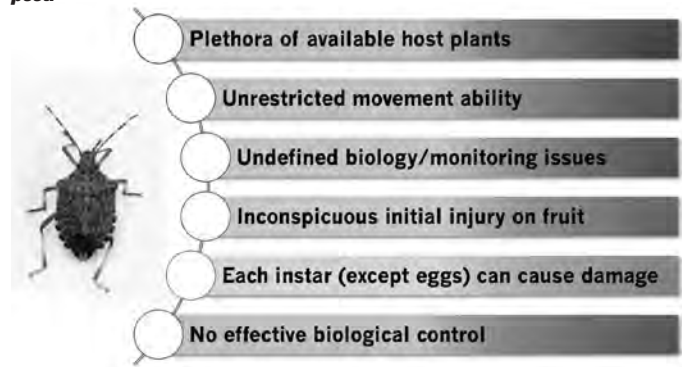 Plethora of available host plants
Unrestricted movement ability
Undefined biology/monitoring issues
Inconspicuous initial injury on fruit
Each instar (except eggs) can cause damage
No effective biological control